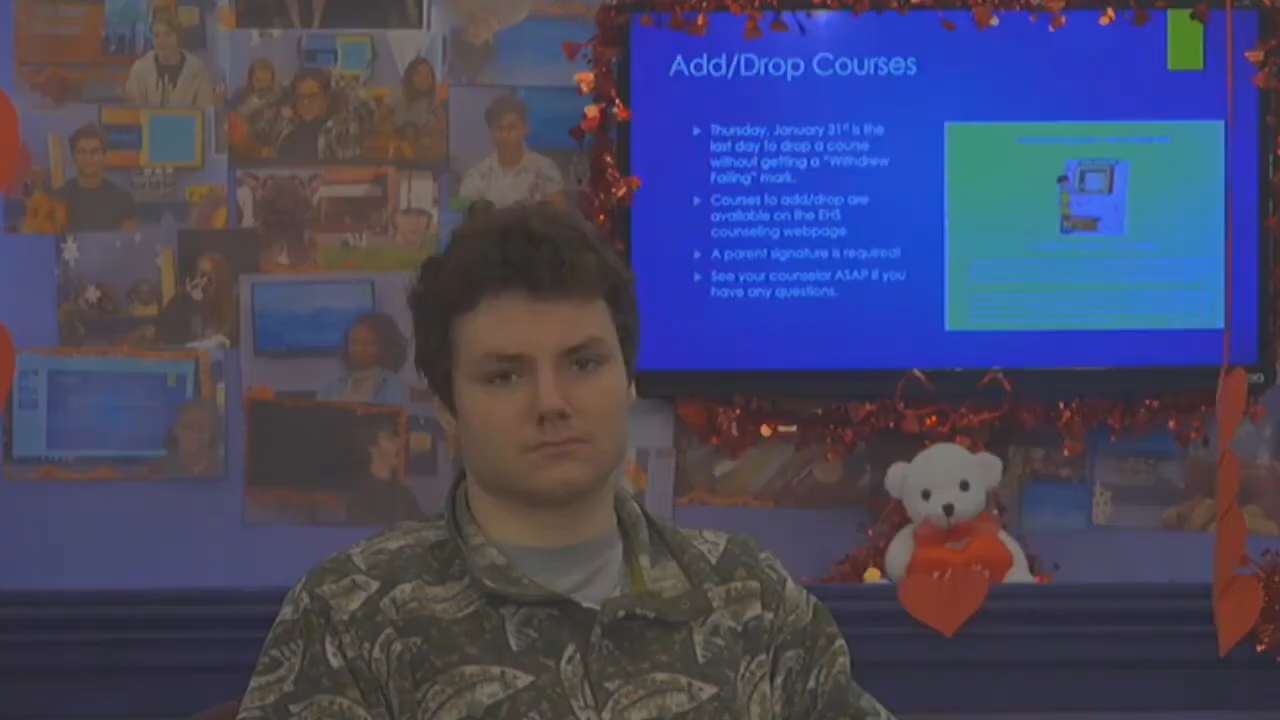 Add/Drop Courses
Thursday, January 31st is the
last day to drop a course
without getting a "Withdrew
Failing" mark.
Courses to add/drop are
available on the EHS
counseling webpage
A parent signature is required!
See your counselor ASAP if you
have any questions.